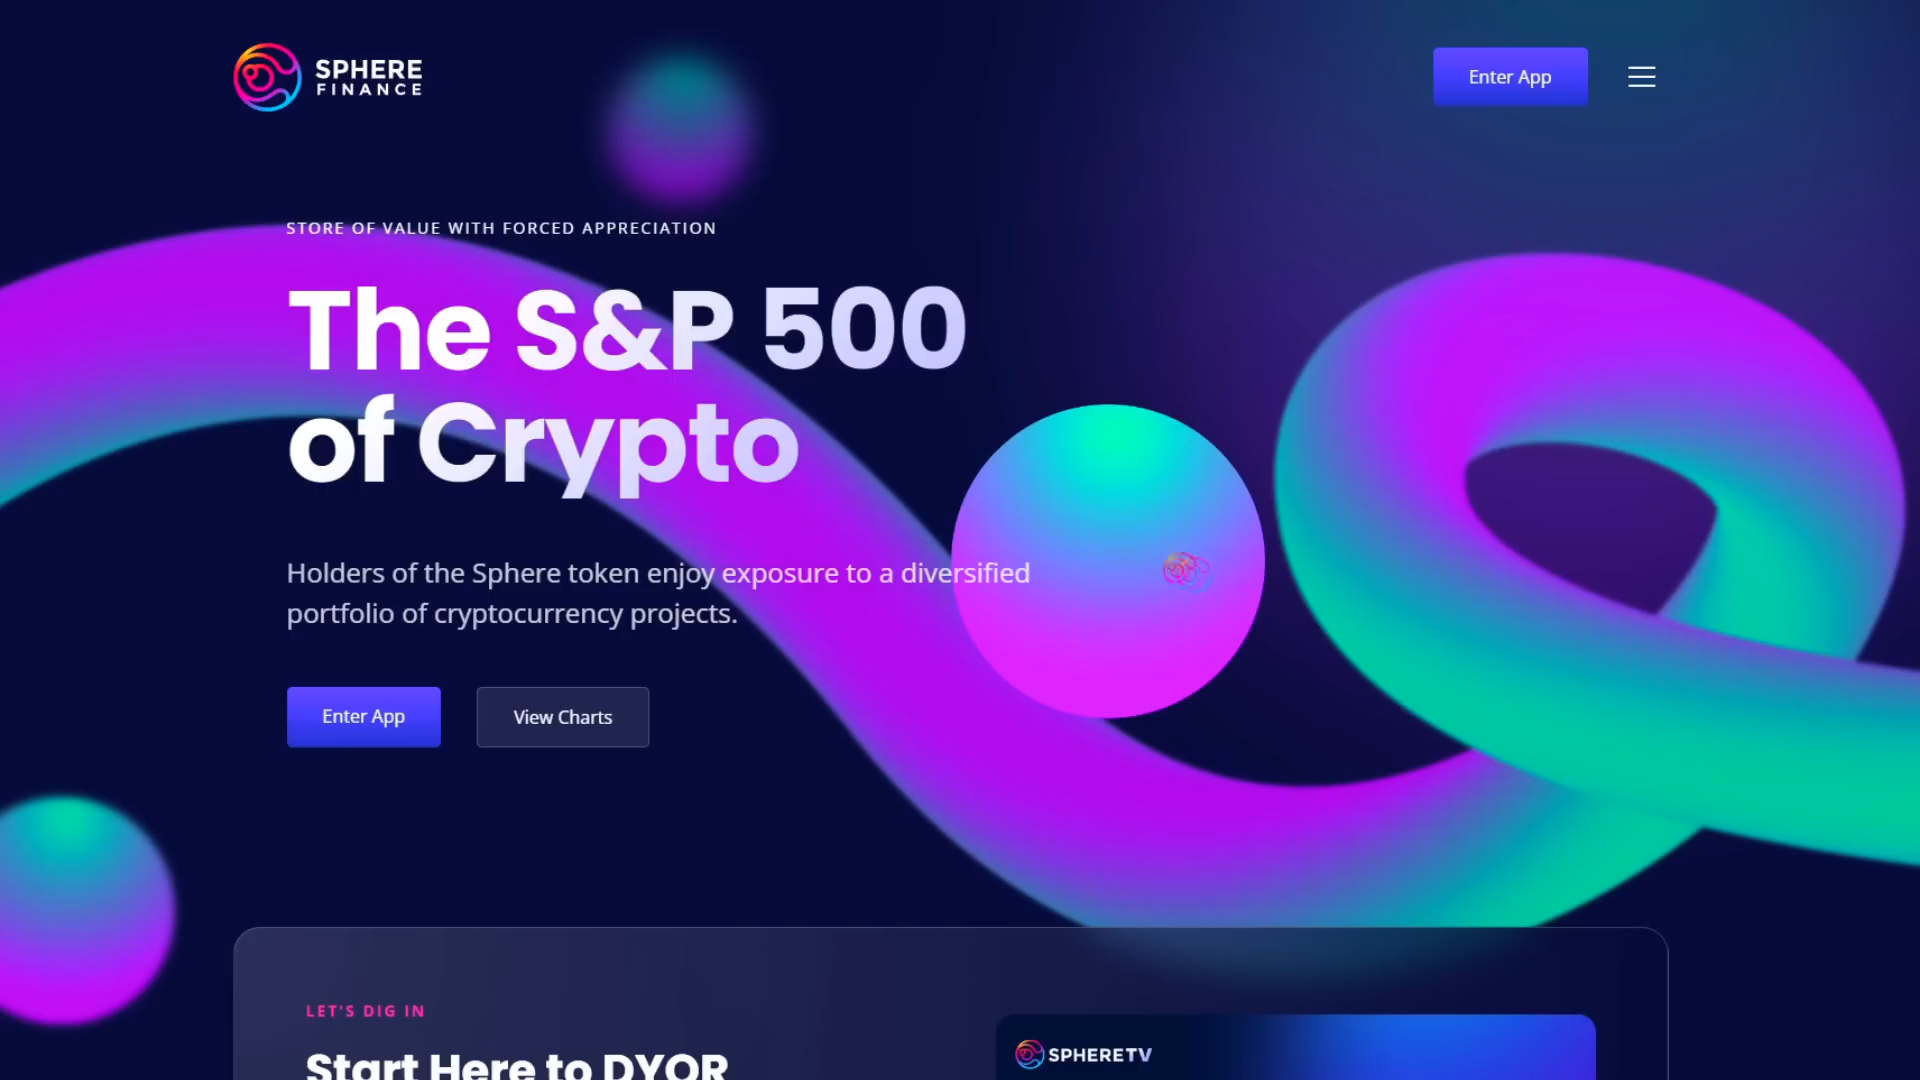 SPHERE
FINANCE
Enter App
STORE OF VALUE WITH FORCED APPRECIATION
The S&P 500
of Crypto
Holders of the Sphere token enjoy exposure to a diversified
portfolio of cryptocurrency projects.
Enter App
View Charts
LET'S DIG IN
Start Here to DYOR
SPHERETV